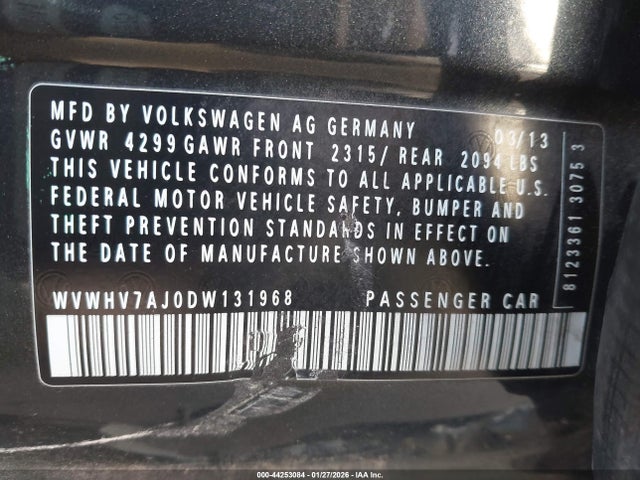 MFD BY VOLKSWAGEN AG GERMANY 03/13
GVWR 4299 GAWR FRONT 2315/ REAR 2094 LBS
THIS VEHICLE CONFORMS TO ALL APPLICABLE U.S.
FEDERAL MOTOR VEHICLE SAFETY, BUMPER AND
THEFT PREVENTION STANDARDS IN EFFECT ON
THE DATE OF MANUFACTURE SHOWN ABOVE.
WVWHV7AJ0DW131968 PASSENGER CAR
8123361 3075 3
000-44253084 | 01/27/2026 | IAA Inc.